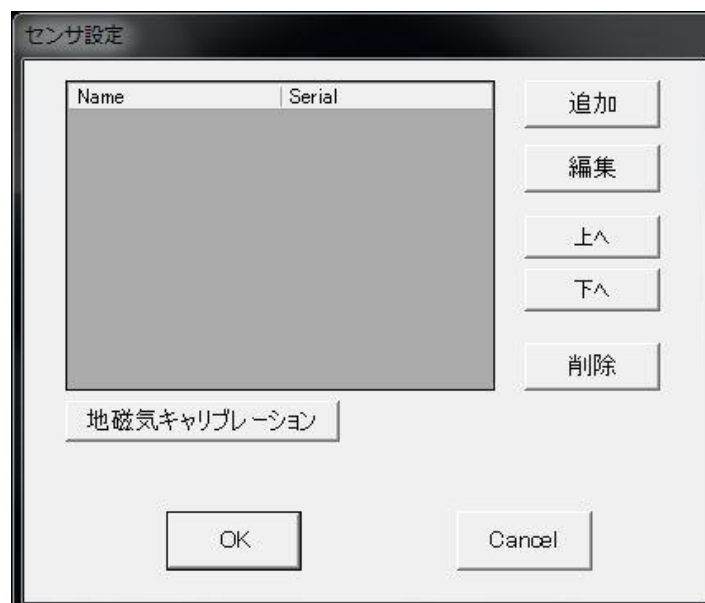 センサ設定
Name Serial
追加
編集
上へ
下へ
削除
地磁気キャリブレーション
OK Cancel